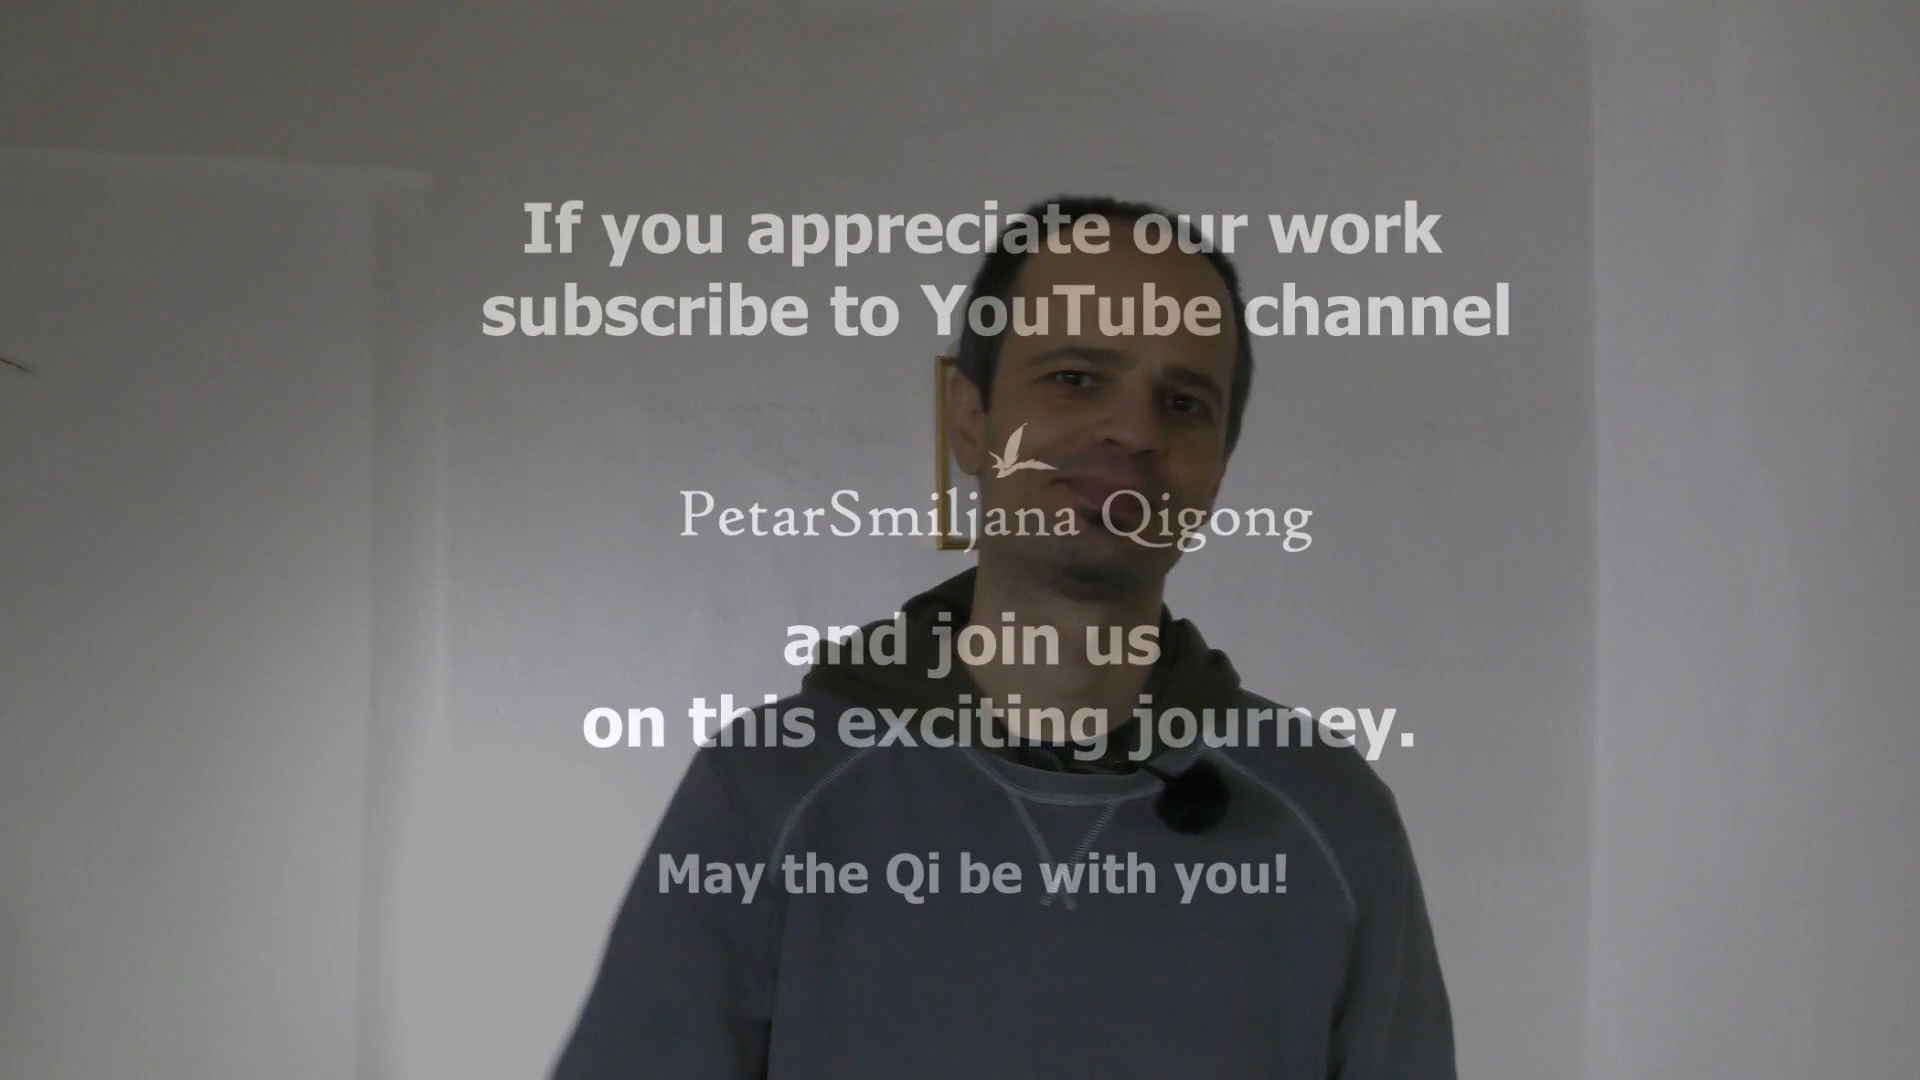 If you appreciate our work
subscribe to YouTube channel
PetarSmiljana Qigong
and join us
on this exciting journey.
May the Qi be with you!